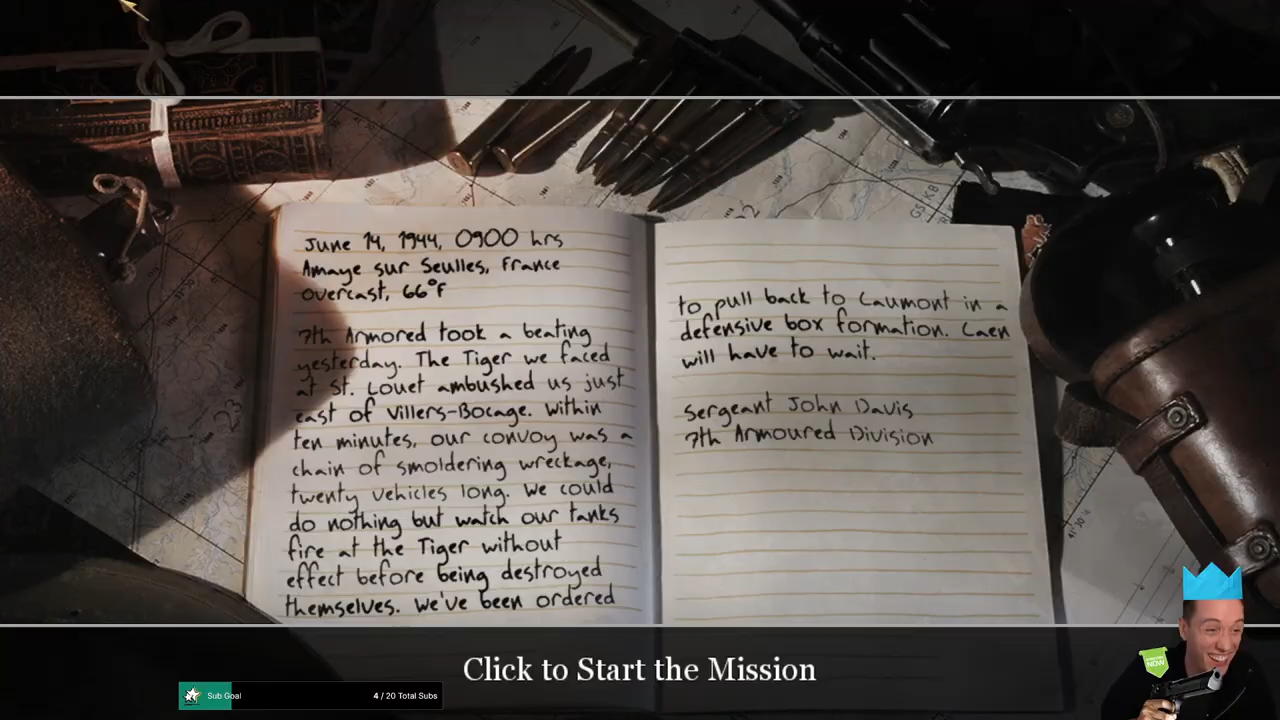 June 14, 1944, 0900 hrs
Amaye sur Seulles, France
Overcast, 66°F
7th Armored took a beating
yesterday. The Tiger we faced
at St. Louet ambushed us just
east of Villers-Bocage. Within
ten minutes, our convoy was a
chain of smoldering wreckage,
twenty vehicles long. We could
do nothing but watch our tanks
fire at the Tiger without
effect before being destroyed
themselves. We've been ordered
to pull back to Caumont in a
defensive box formation. Caen
will have to wait.
Sergeant John Davis
7th Armoured Division
Click to Start the Mission
Sub Goal
4 / 20 Total Subs
NOW